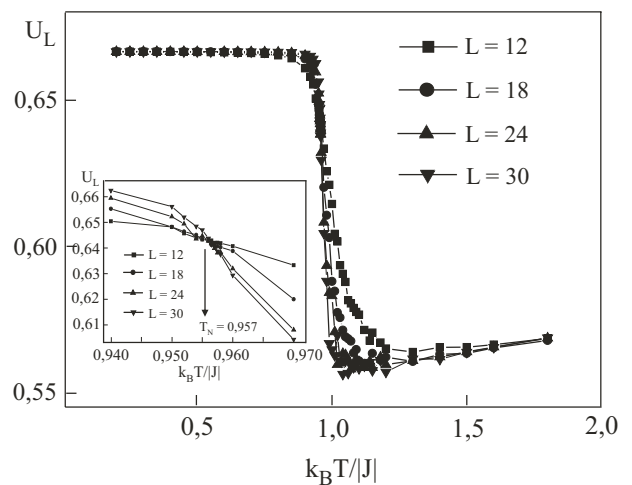 U_L
0,65
0,60
0,55
0,5
1,0
1,5
2,0
k_BT/|J|
L = 12
L = 18
L = 24
L = 30
U_L
0,66
0,65
0,64
0,63
0,62
0,61
L = 12
L = 18
L = 24
L = 30
T_N = 0,957
0,940
0,950
0,960
0,970
k_BT/|J|